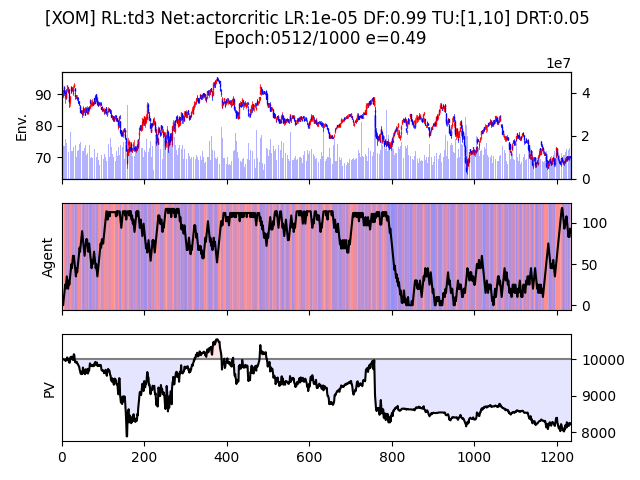 [XOM] RL:td3 Net:actorcritic LR:1e-05 DF:0.99 TU:[1,10] DRT:0.05
Epoch:0512/1000 e=0.49
1e7
Env.
90
80
70
4
2
0
Agent
100
50
0
PV
10000
9000
8000
0 200 400 600 800 1000 1200